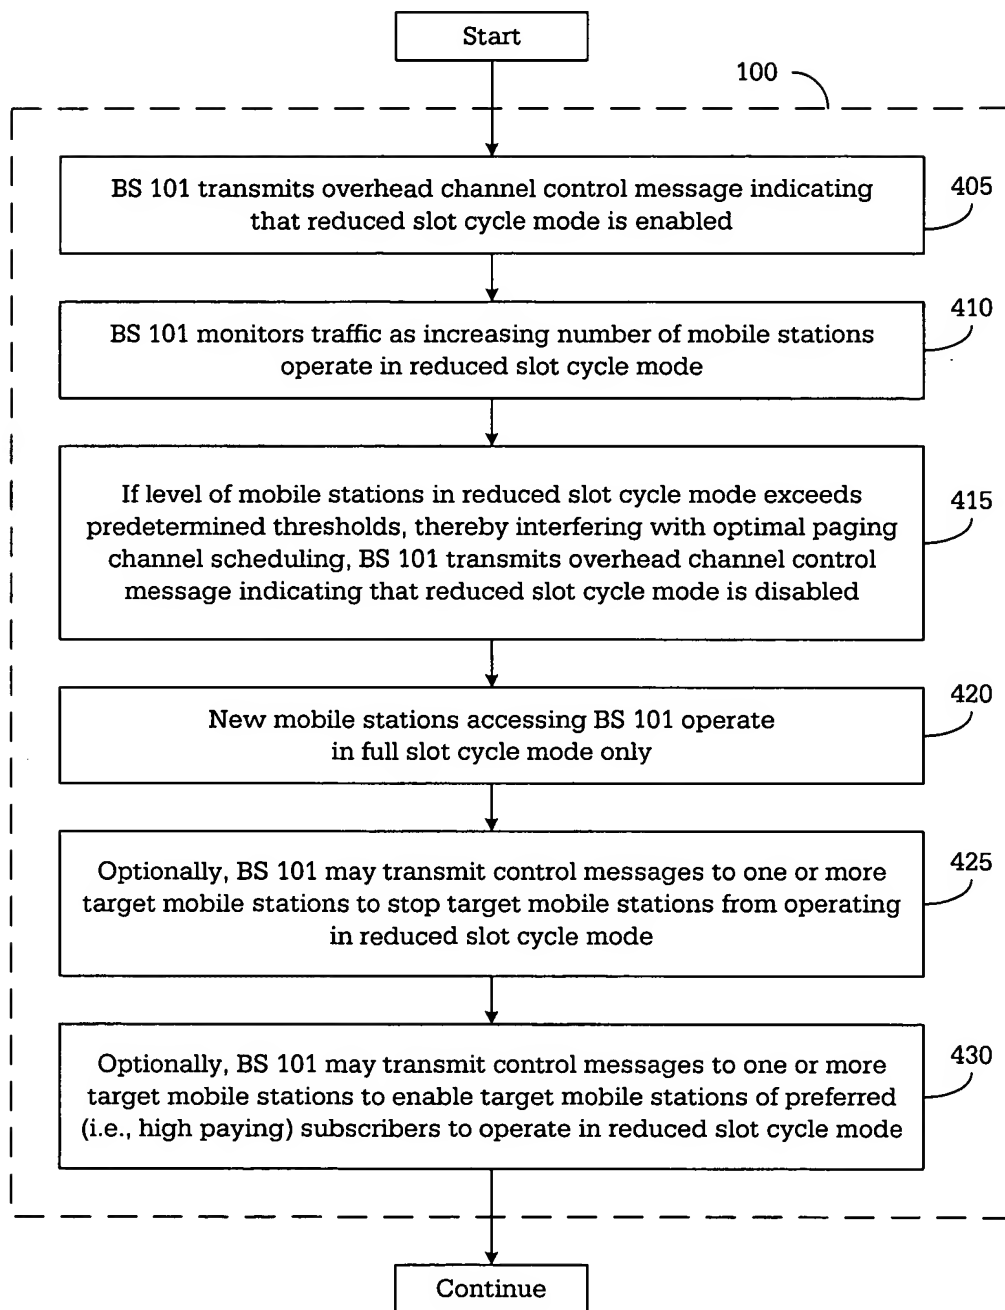 Start
100
BS 101 transmits overhead channel control message indicating
that reduced slot cycle mode is enabled
405
BS 101 monitors traffic as increasing number of mobile stations
operate in reduced slot cycle mode
410
If level of mobile stations in reduced slot cycle mode exceeds
predetermined thresholds, thereby interfering with optimal paging
channel scheduling, BS 101 transmits overhead channel control
message indicating that reduced slot cycle mode is disabled
415
New mobile stations accessing BS 101 operate
in full slot cycle mode only
420
Optionally, BS 101 may transmit control messages to one or more
target mobile stations to stop target mobile stations from operating
in reduced slot cycle mode
425
Optionally, BS 101 may transmit control messages to one or more
target mobile stations to enable target mobile stations of preferred
(i.e., high paying) subscribers to operate in reduced slot cycle mode
430
Continue